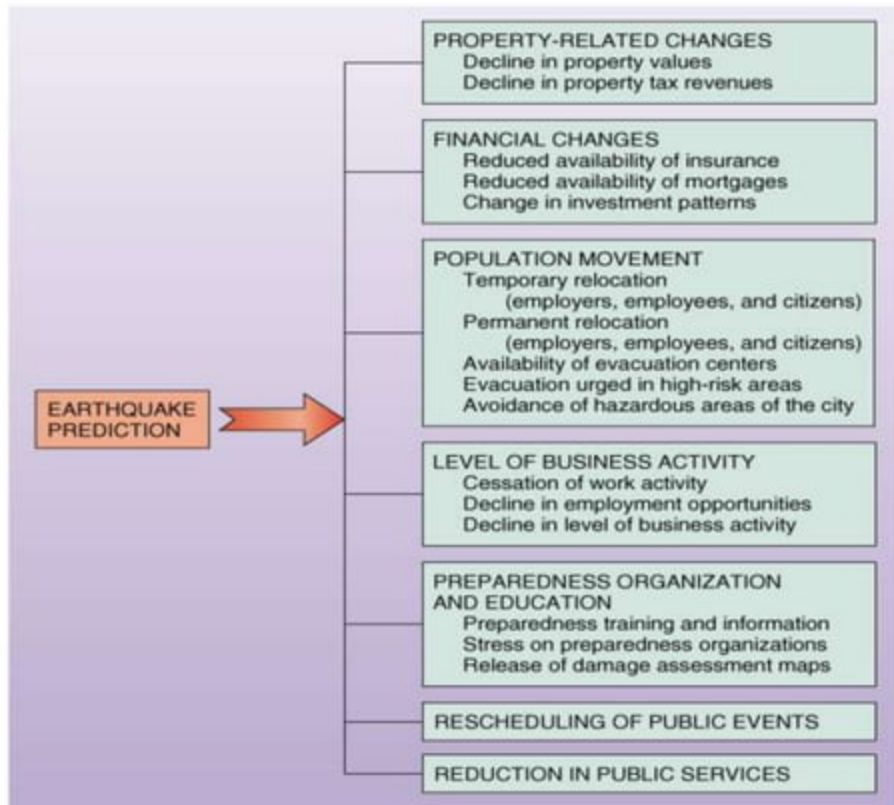 EARTHQUAKE
PREDICTION
PROPERTY-RELATED CHANGES
Decline in property values
Decline in property tax revenues
FINANCIAL CHANGES
Reduced availability of insurance
Reduced availability of mortgages
Change in investment patterns
POPULATION MOVEMENT
Temporary relocation
(employers, employees, and citizens)
Permanent relocation
(employers, employees, and citizens)
Availability of evacuation centers
Evacuation urged in high-risk areas
Avoidance of hazardous areas of the city
LEVEL OF BUSINESS ACTIVITY
Cessation of work activity
Decline in employment opportunities
Decline in level of business activity
PREPAREDNESS ORGANIZATION
AND EDUCATION
Preparedness training and information
Stress on preparedness organizations
Release of damage assessment maps
RESCHEDULING OF PUBLIC EVENTS
REDUCTION IN PUBLIC SERVICES